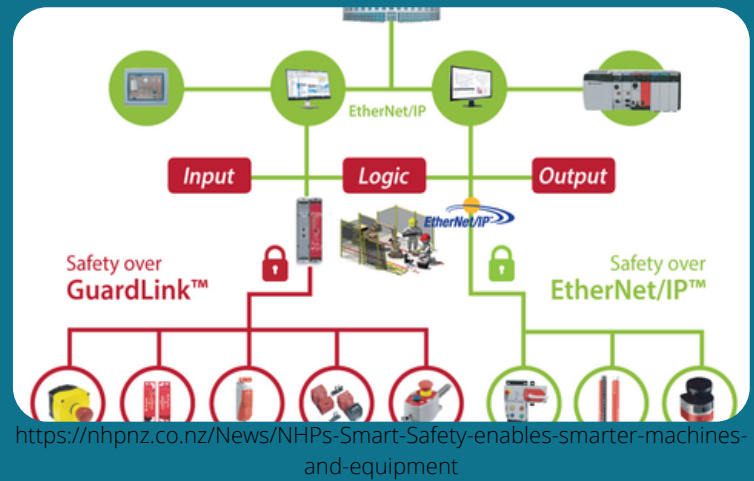 EtherNet/IP
Input
Logic
Output
EtherNet/IP
Safety over
GuardLink™
Safety over
EtherNet/IP™
https://nhpnz.co.nz/News/NHPs-Smart-Safety-enables-smarter-machines-
and-equipment